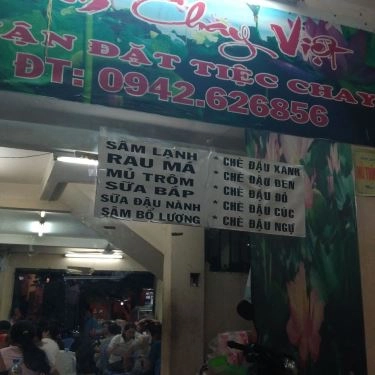 Chay Việt
ĐẶT TIỆC CHAY
ĐT: 0942.626856
SÂM LẠNH
RAU MÁ
MỦ TRÔM
SỮA BẮP
SỮA ĐẬU NÀNH
SÂM BỔ LƯỢNG
* CHÈ ĐẬU XANH
* CHÈ ĐẬU ĐEN
* CHÈ ĐẬU ĐỎ
* CHÈ ĐẬU CÚC
* CHÈ ĐẬU NGỰ